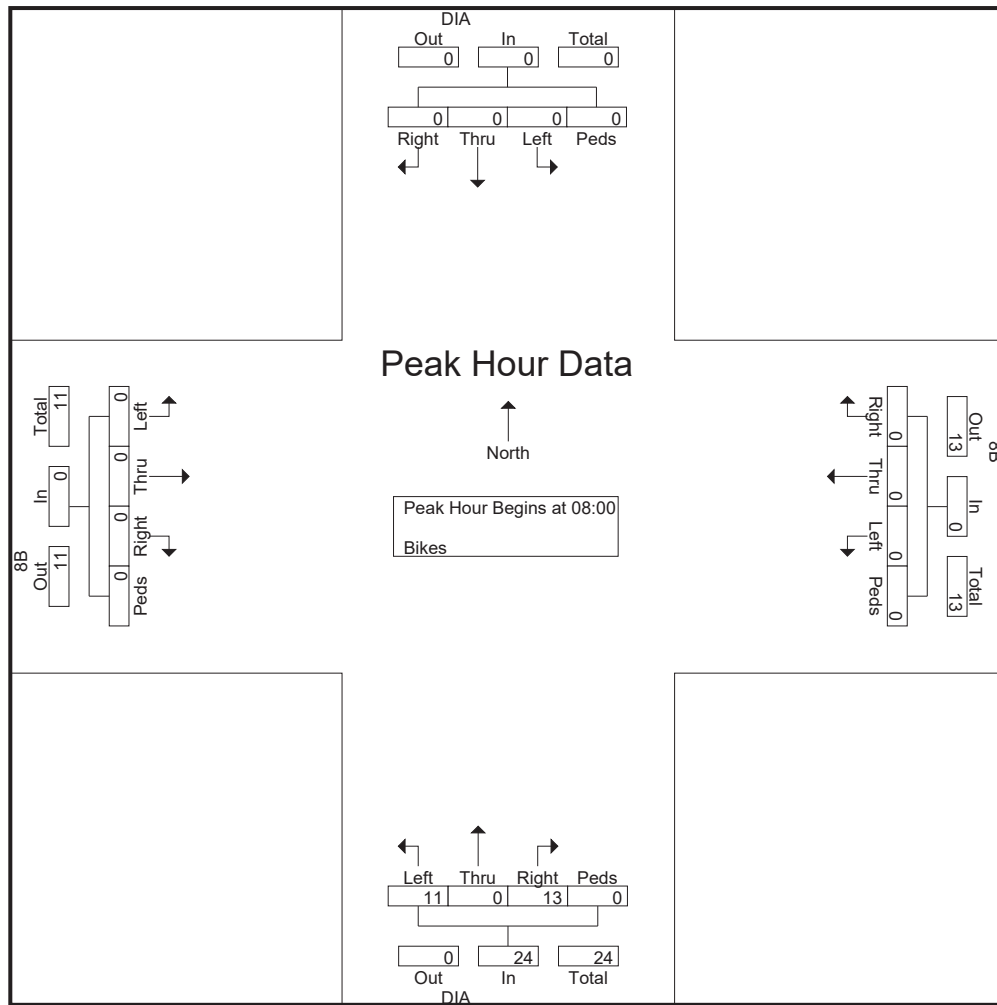 DIA
Out In Total
0 0 0
0 0 0 0
Right Thru Left Peds
Peak Hour Data
North
Peak Hour Begins at 08:00
Bikes
8B
Out In Total
11 0 11
0 0 0 0
Left Thru Right Peds
8B
Out In Total
13 0 13
0 0 0 0
Right Thru Left Peds
Left Thru Right Peds
11 0 13 0
0 24 24
Out In Total
DIA